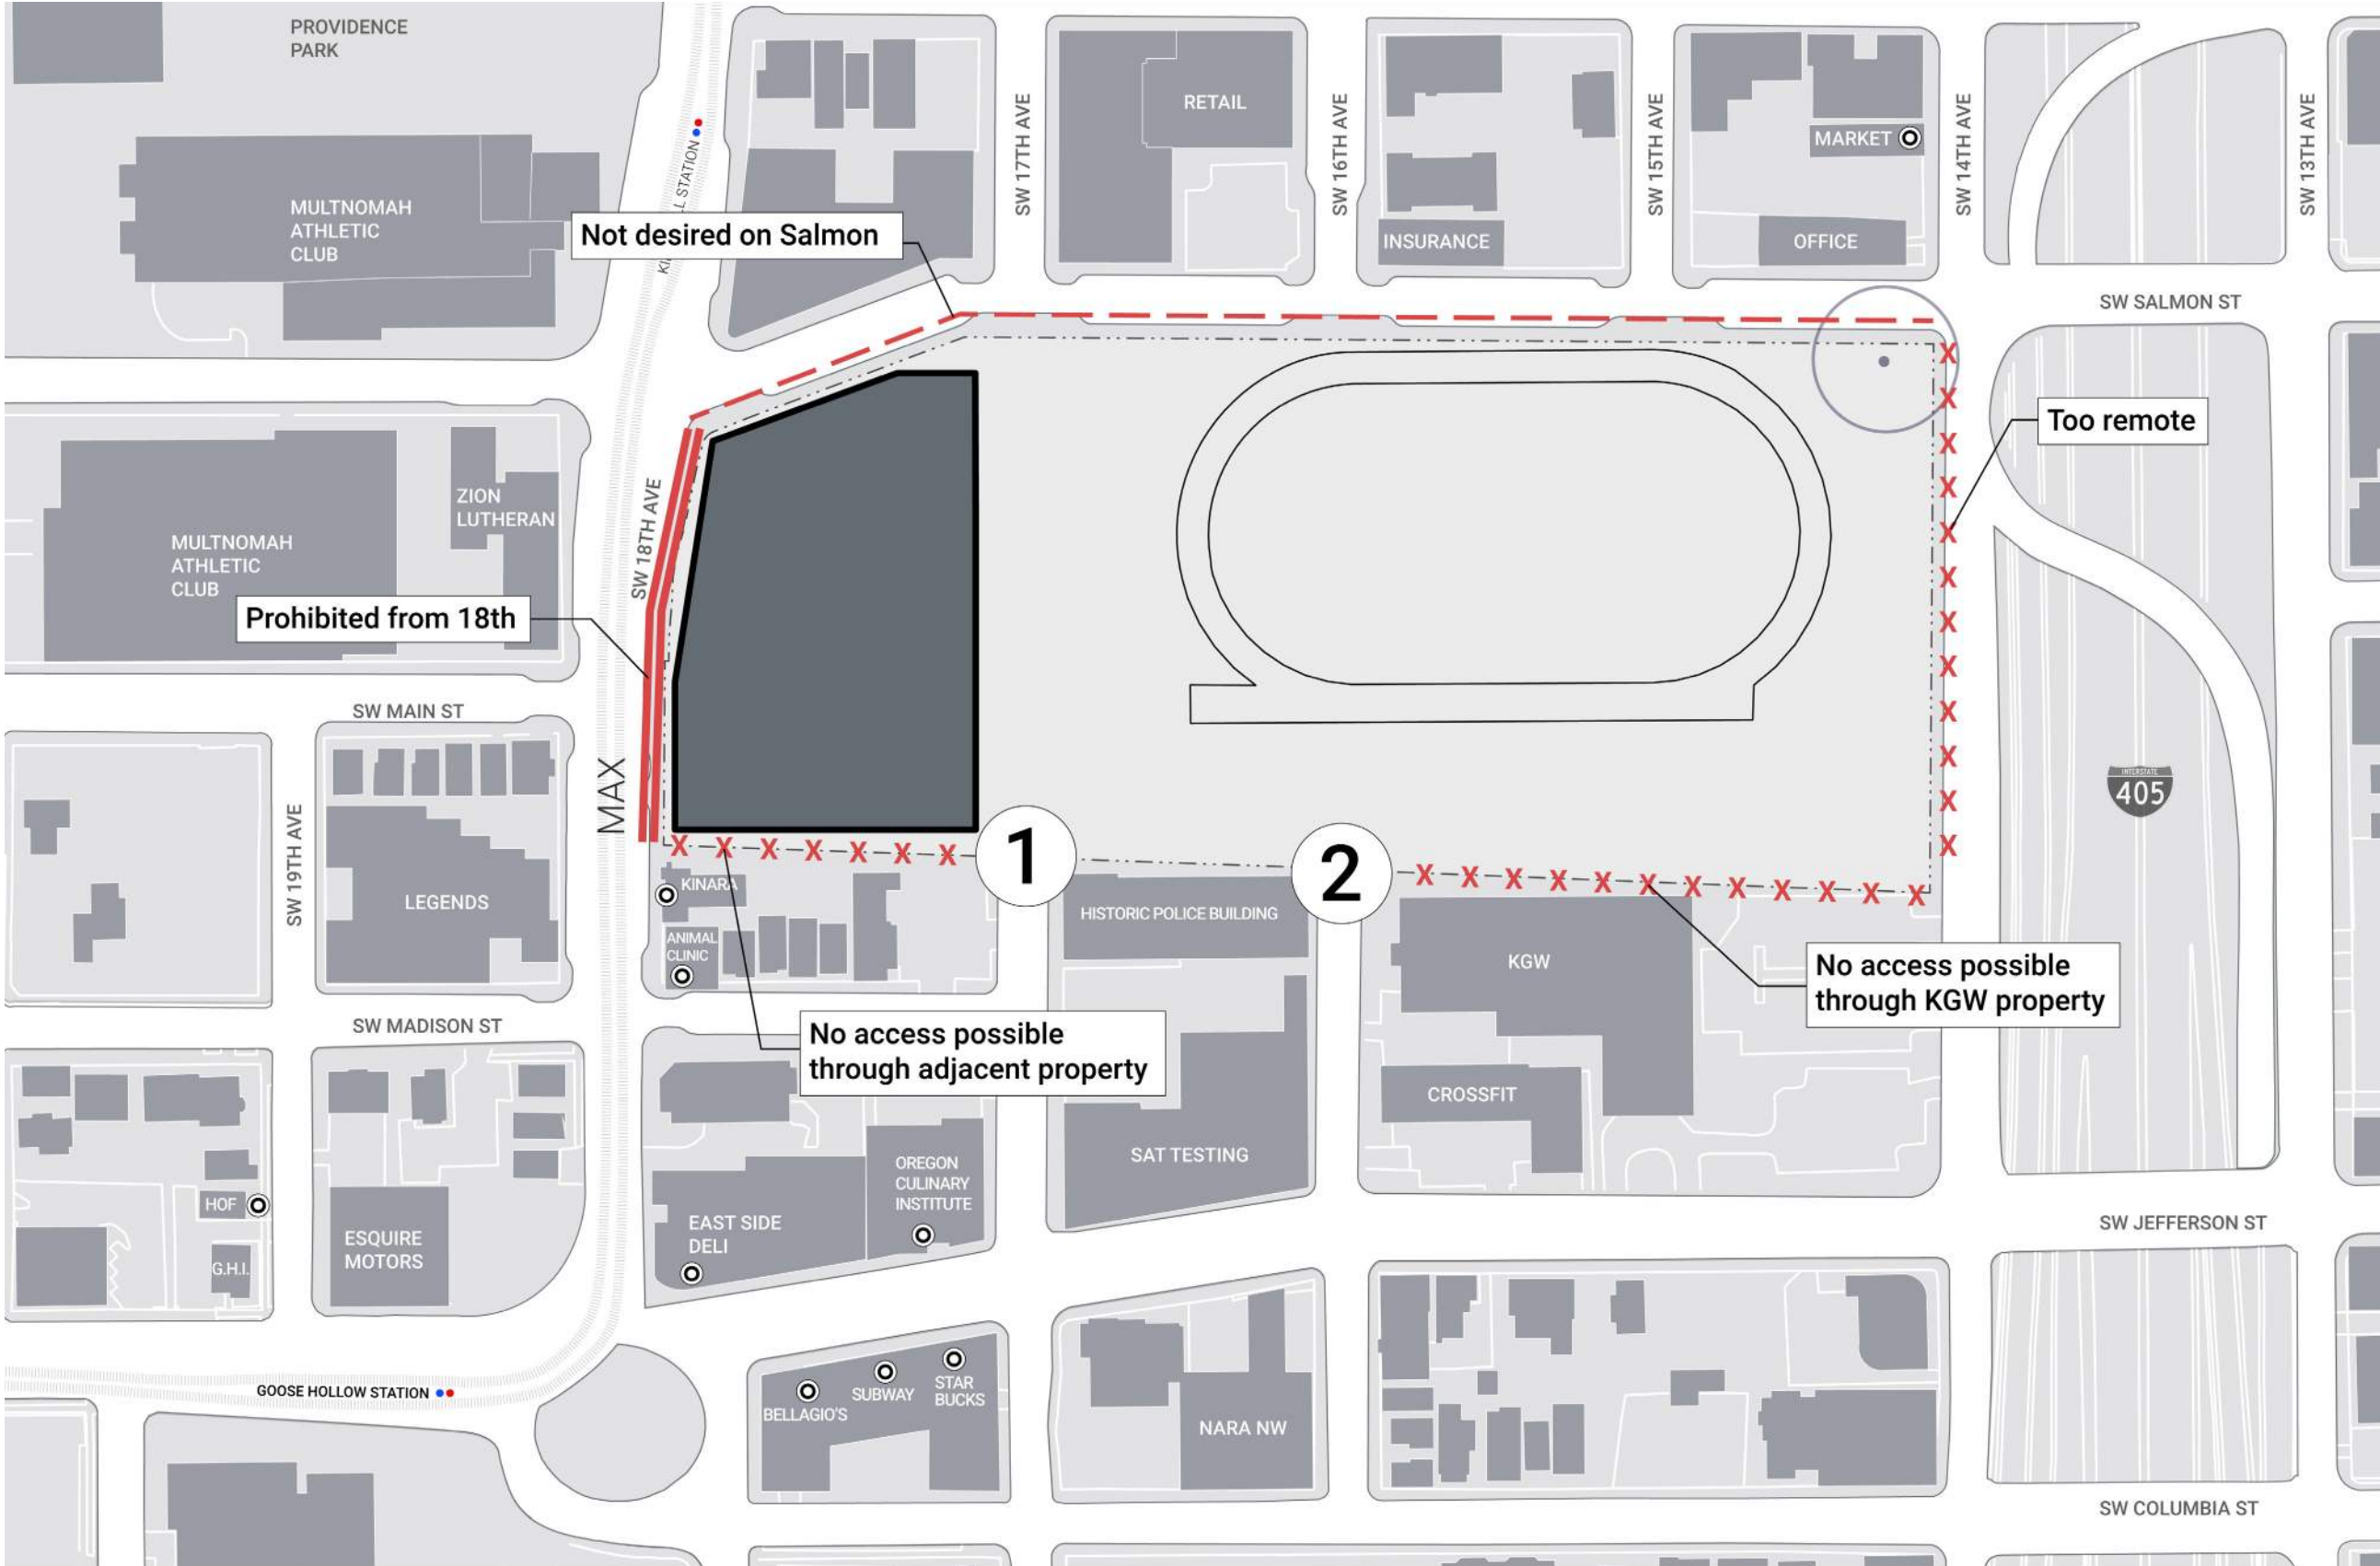 PROVIDENCE
PARK
MULTNOMAH
ATHLETIC
CLUB
STATION
Not desired on Salmon
SW 17TH AVE
RETAIL
SW 16TH AVE
INSURANCE
SW 15TH AVE
MARKET
OFFICE
SW 14TH AVE
SW 13TH AVE
SW SALMON ST
Too remote
ZION
LUTHERAN
MULTNOMAH
ATHLETIC
CLUB
SW 18TH AVE
Prohibited from 18th
X
X
X
X
X
X
X
X
X
X
X
X
SW MAIN ST
MAX
INTERSTATE
405
SW 19TH AVE
LEGENDS
X X X X X X X
1
2
X X X X X X X X X X X X
KINARA
ANIMAL
CLINIC
HISTORIC POLICE BUILDING
KGW
No access possible
through KGW property
SW MADISON ST
No access possible
through adjacent property
CROSSFIT
SAT TESTING
OREGON
CULINARY
INSTITUTE
EAST SIDE
DELI
HOF
G.H.I.
ESQUIRE
MOTORS
SW JEFFERSON ST
GOOSE HOLLOW STATION
BELLAGIO'S
SUBWAY
STAR
BUCKS
NARA NW
SW COLUMBIA ST